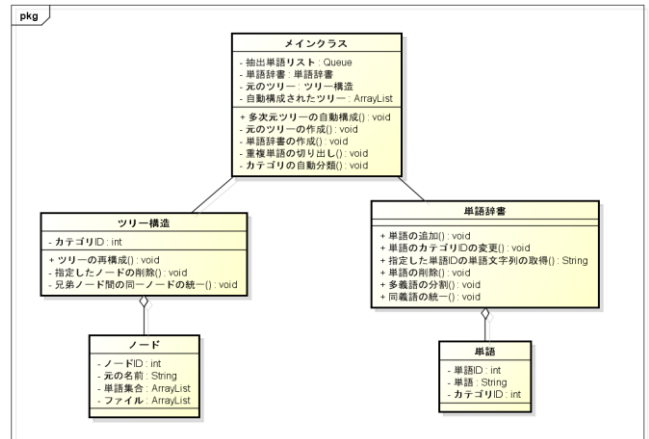 pkg
メインクラス
- 抽出単語リスト : Queue
- 単語辞書 : 単語辞書
- 元のツリー : ツリー構造
- 自動構成されたツリー : ArrayList
+ 多次元ツリーの自動構成() : void
- 元のツリーの作成() : void
- 単語辞書の作成() : void
- 重複単語の切り出し() : void
- カテゴリの自動分類() : void
ツリー構造
- カテゴリID : int
+ ツリーの再構成() : void
- 指定したノードの削除() : void
- 兄弟ノード間の同一ノードの統一() : void
単語辞書
+ 単語の追加() : void
+ 単語のカテゴリIDの変更() : void
+ 指定した単語IDの単語文字列の取得() : String
+ 単語の削除() : void
+ 多義語の分割() : void
+ 同義語の統一() : void
ノード
- ノードID : int
- 元の名前 : String
- 単語集合 : ArrayList
- ファイル : ArrayList
単語
- 単語ID : int
- 単語 : String
- カテゴリID : int